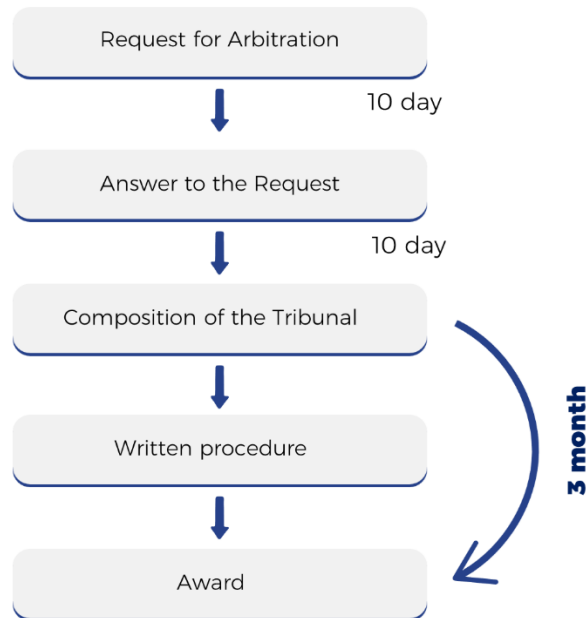 Request for Arbitration
10 day
Answer to the Request
10 day
Composition of the Tribunal
Written procedure
3 month
Award